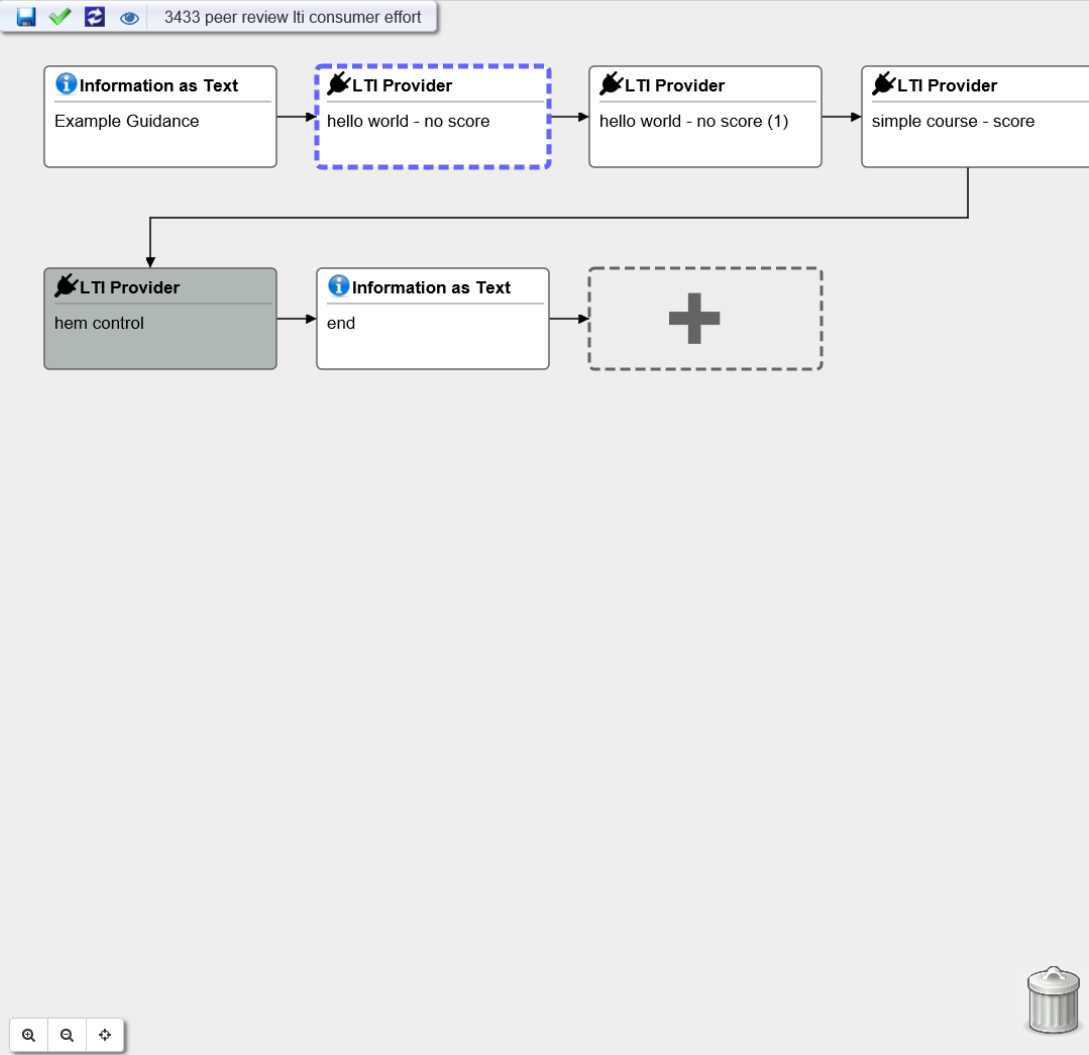 3433 peer review lti consumer effort
Information as Text
Example Guidance
LTI Provider
hello world - no score
LTI Provider
hello world - no score (1)
LTI Provider
simple course - score
LTI Provider
hem control
Information as Text
end